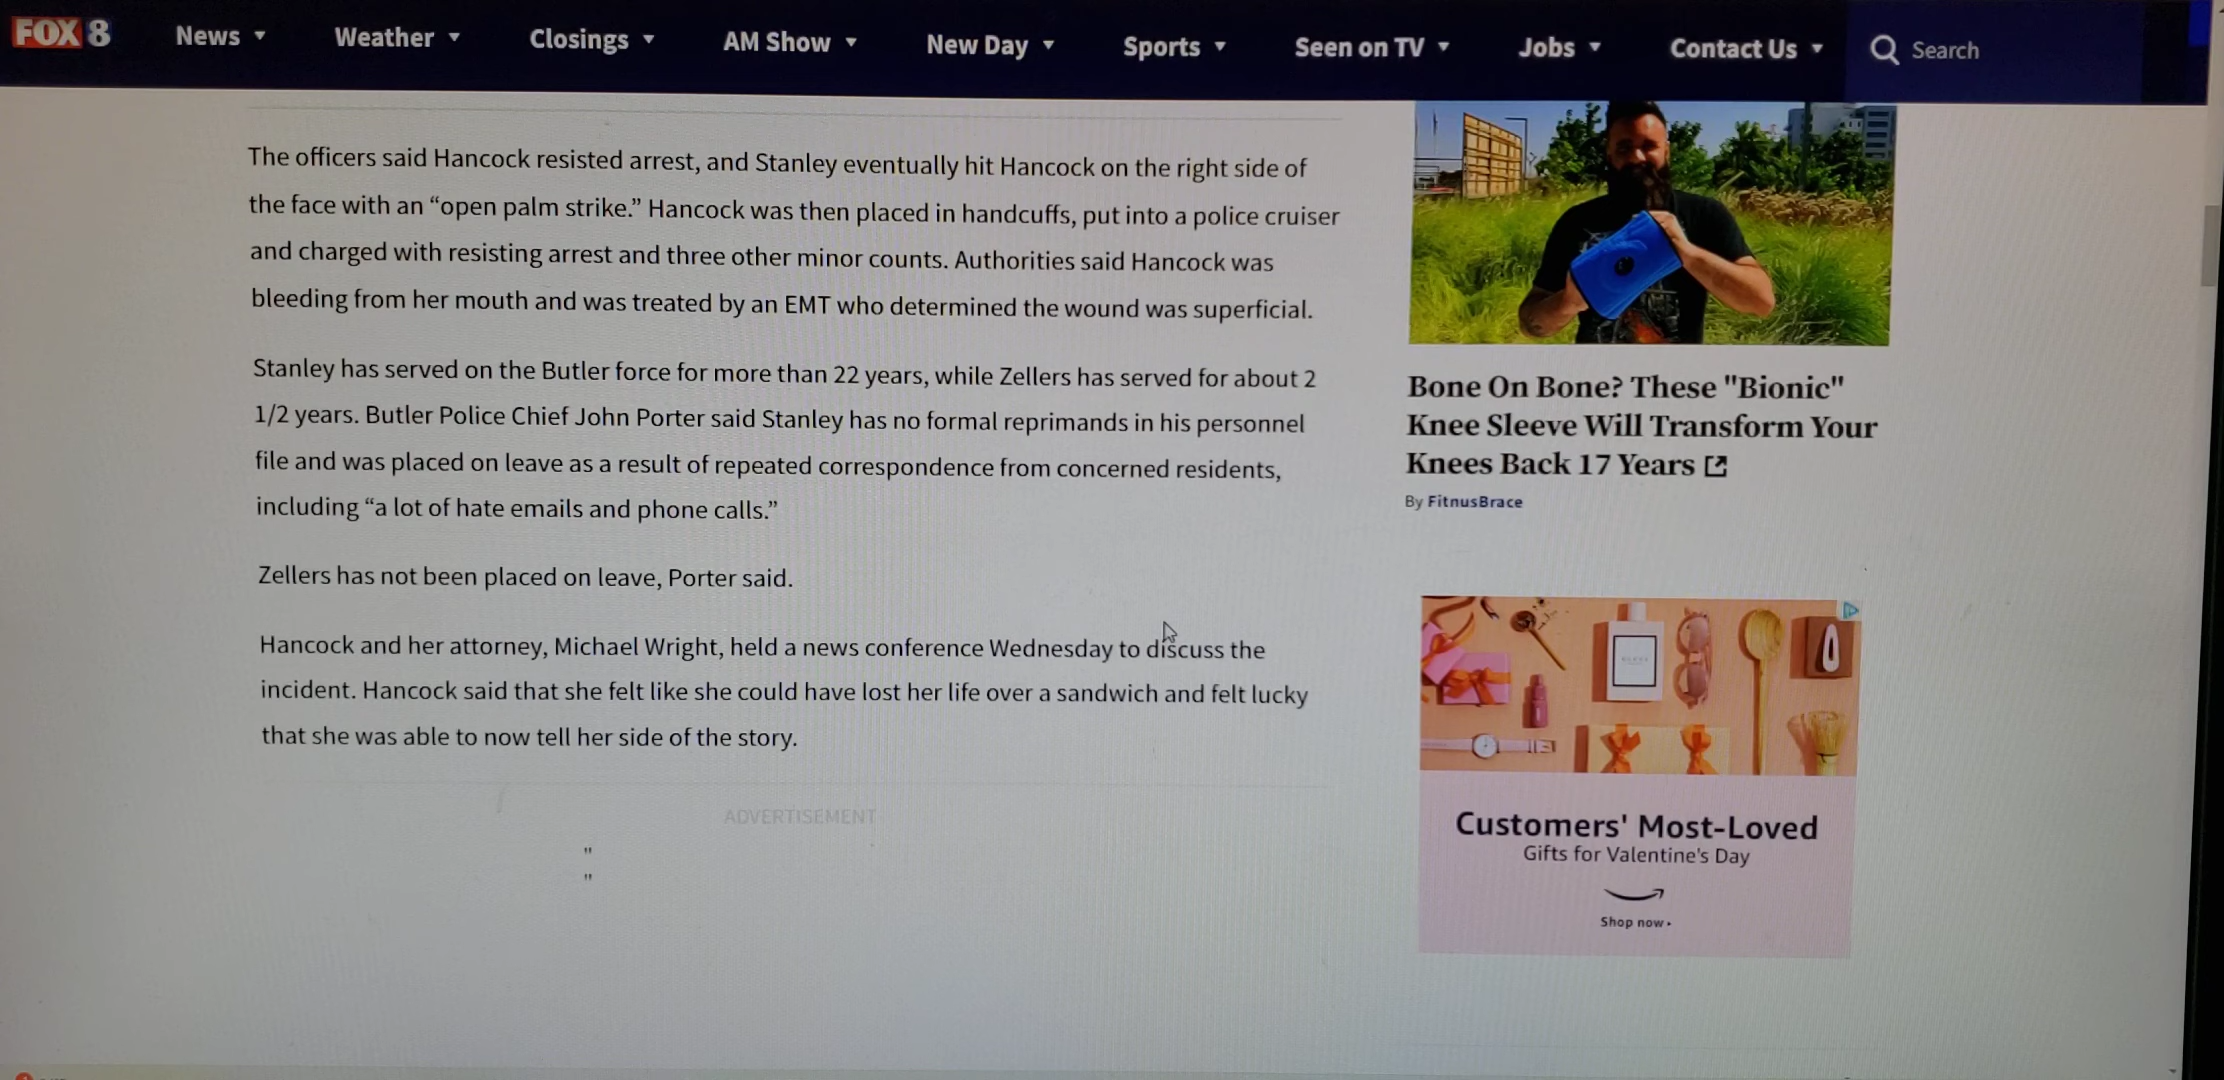 FOX 8
News
Weather
Closings
AM Show
New Day
Sports
Seen on TV
Jobs
Contact Us
Search
The officers said Hancock resisted arrest, and Stanley eventually hit Hancock on the right side of
the face with an “open palm strike.” Hancock was then placed in handcuffs, put into a police cruiser
and charged with resisting arrest and three other minor counts. Authorities said Hancock was
bleeding from her mouth and was treated by an EMT who determined the wound was superficial.
Stanley has served on the Butler force for more than 22 years, while Zellers has served for about 2
1/2 years. Butler Police Chief John Porter said Stanley has no formal reprimands in his personnel
file and was placed on leave as a result of repeated correspondence from concerned residents,
including “a lot of hate emails and phone calls.”
Zellers has not been placed on leave, Porter said.
Hancock and her attorney, Michael Wright, held a news conference Wednesday to discuss the
incident. Hancock said that she felt like she could have lost her life over a sandwich and felt lucky
that she was able to now tell her side of the story.
ADVERTISEMENT
"
"
Bone On Bone? These "Bionic"
Knee Sleeve Will Transform Your
Knees Back 17 Years
By FitnusBrace
Customers' Most-Loved
Gifts for Valentine's Day
Shop now